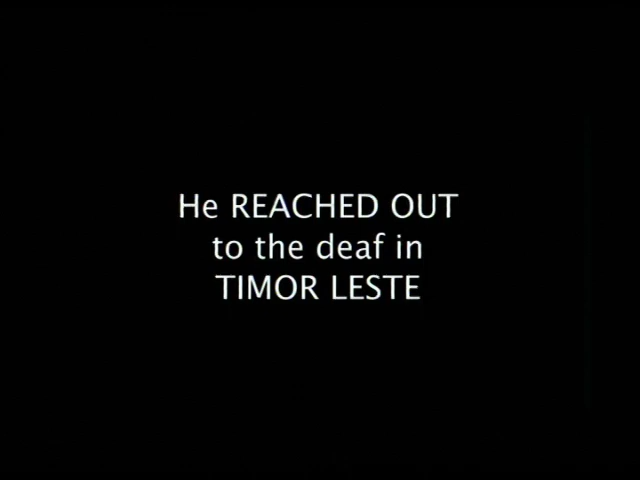 He REACHED OUT
to the deaf in
TIMOR LESTE